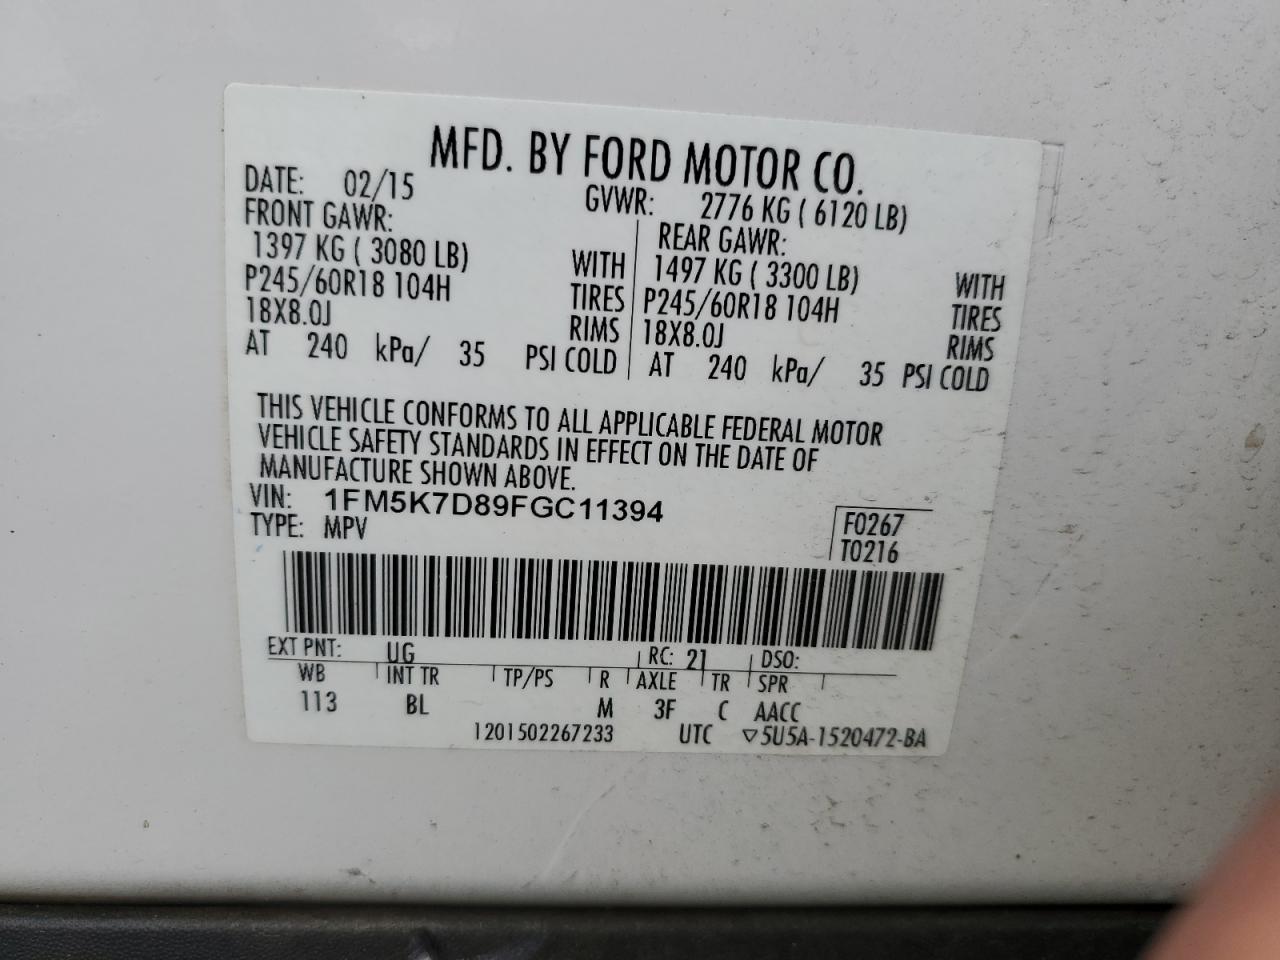 MFD. BY FORD MOTOR CO.
DATE: 02/15 GVWR: 2776 KG ( 6120 LB)
FRONT GAWR: REAR GAWR:
1397 KG ( 3080 LB) WITH 1497 KG ( 3300 LB) WITH
P245/60R18 104H TIRES P245/60R18 104H TIRES
18X8.0J RIMS 18X8.0J RIMS
AT 240 kPa/ 35 PSI COLD AT 240 kPa/ 35 PSI COLD
THIS VEHICLE CONFORMS TO ALL APPLICABLE FEDERAL MOTOR
VEHICLE SAFETY STANDARDS IN EFFECT ON THE DATE OF
MANUFACTURE SHOWN ABOVE.
VIN: 1FM5K7D89FGC11394
TYPE: MPV
F0267
T0216
EXT PNT: UG RC: 21 DSO:
WB INT TR TP/PS R AXLE TR SPR
113 BL M 3F C AACC
1201502267233 UTC ▽5U5A-1520472-BA